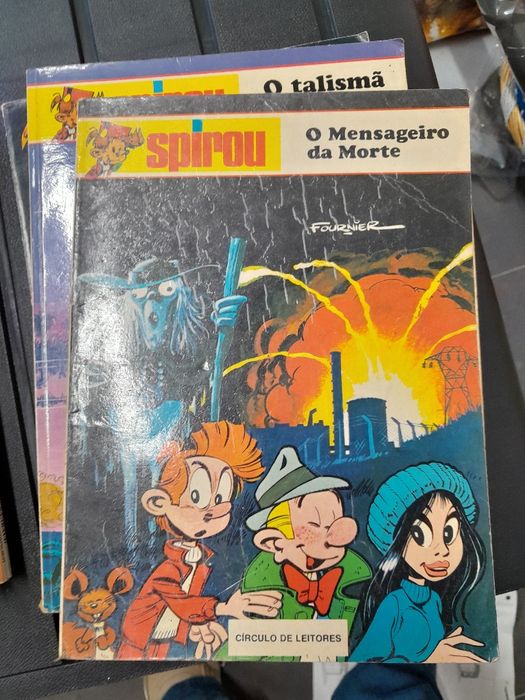 spirou
O talismã
spirou
O Mensageiro
da Morte
FOURNIER
CÍRCULO DE LEITORES